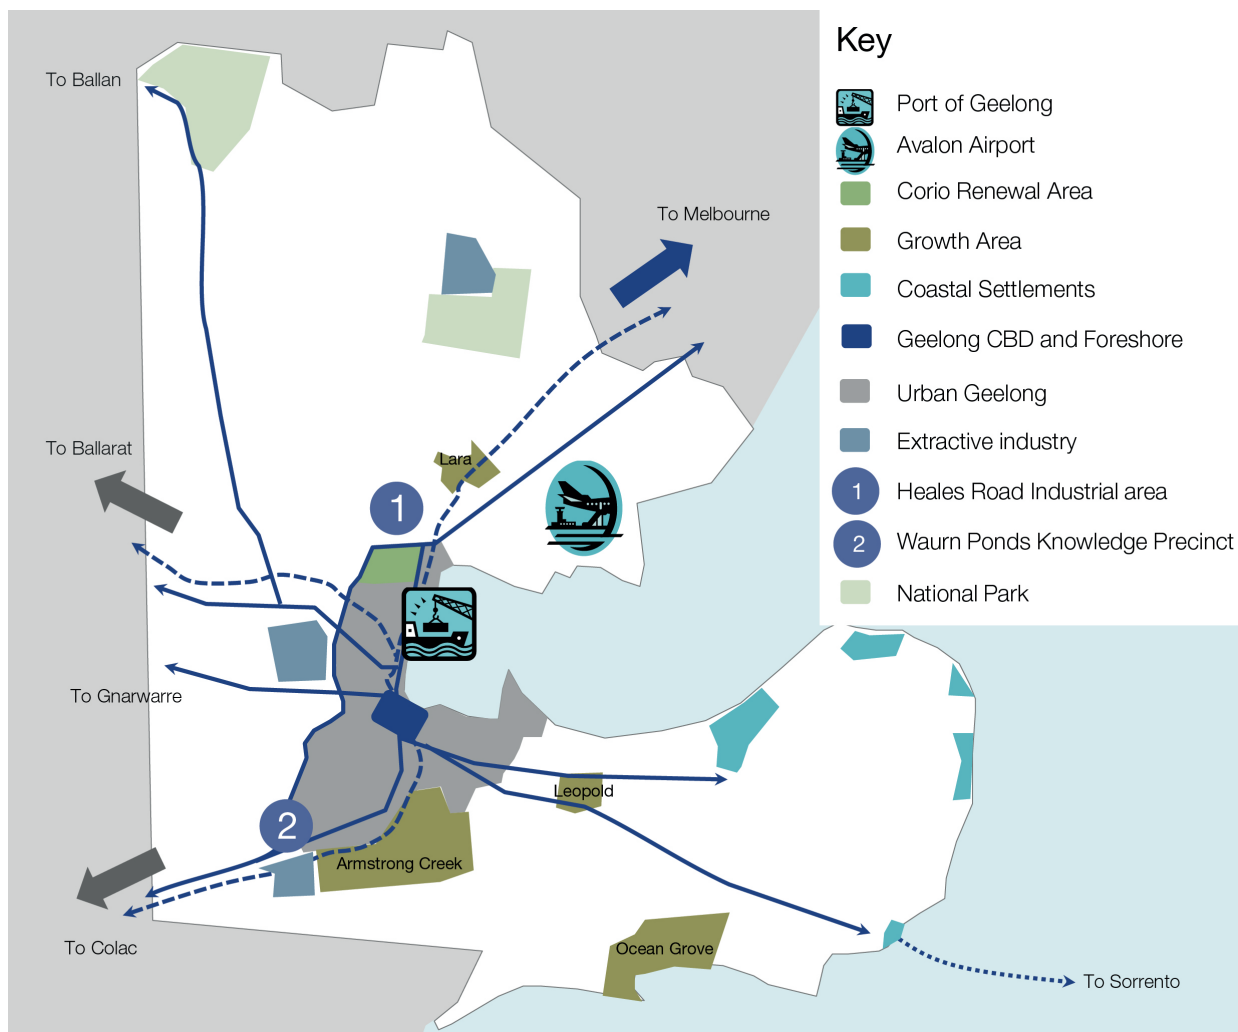 Key
Port of Geelong
Avalon Airport
Corio Renewal Area
Growth Area
Coastal Settlements
Geelong CBD and Foreshore
Urban Geelong
Extractive industry
1 Heales Road Industrial area
2 Waurn Ponds Knowledge Precinct
National Park
To Ballan
To Melbourne
To Ballarat
Lara
1
To Gnarwarre
Leopold
2
Armstrong Creek
To Colac
Ocean Grove
To Sorrento